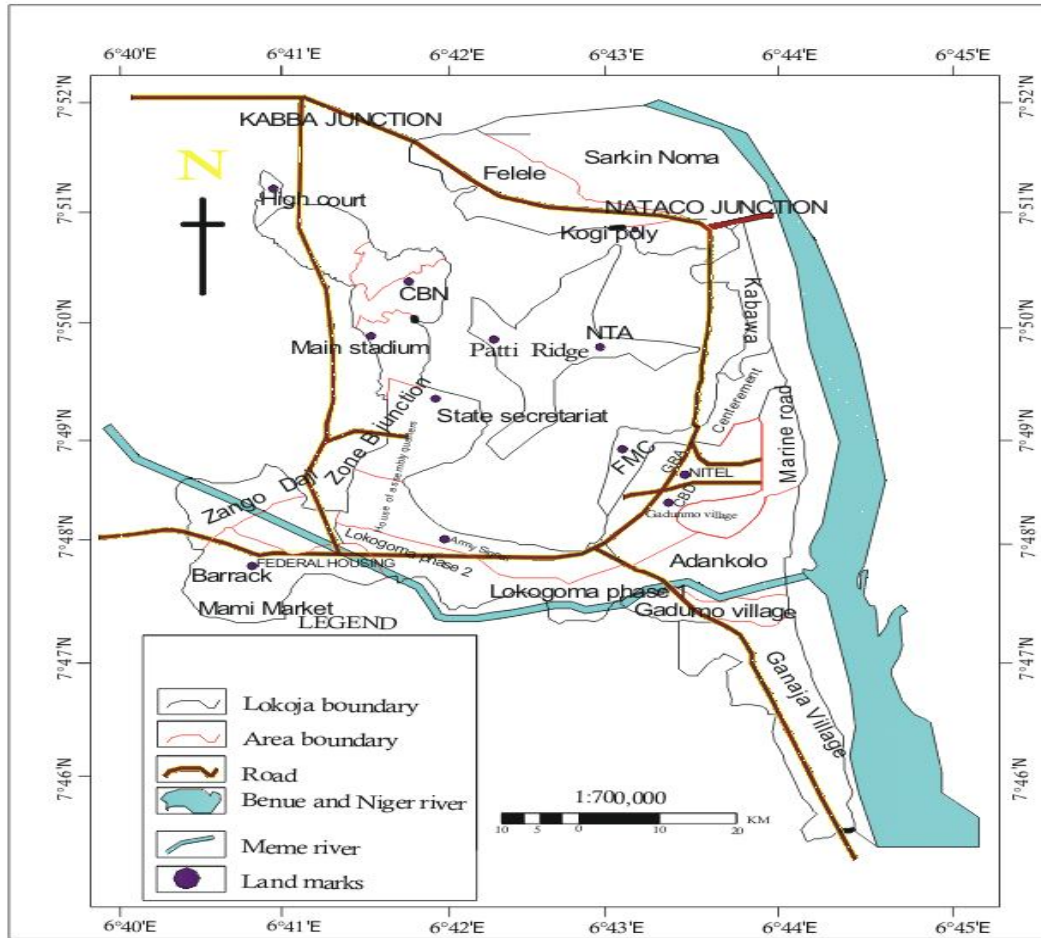 6°40'E 6°41'E 6°42'E 6°43'E 6°44'E 6°45'E
7°52'N 7°52'N
KABBA JUNCTION
N
Sarkin Noma
Felele
High court
7°51'N 7°51'N
NATACO JUNCTION
Kogi poly
CBN
Kabawa
7°50'N 7°50'N
Main stadium
Patti Ridge
NTA
Zone B junction
State secretariat
Centerement
Marine road
7°49'N 7°49'N
House of assembly quarters
FMC
GRA
NITEL
Zango Daji
CBD
Gadumo village
7°48'N 7°48'N
Lokogoma phase 2
Adankolo
FEDERAL HOUSING
Barrack
Lokogoma phase 1
Mami Market
Gadumo village
LEGEND
7°47'N 7°47'N
Ganaja Village
Lokoja boundary
Area boundary
Road
7°46'N 7°46'N
Benue and Niger river
1:700,000
10 5 0 10 20 KM
Meme river
Land marks
6°40'E 6°41'E 6°42'E 6°43'E 6°44'E 6°45'E